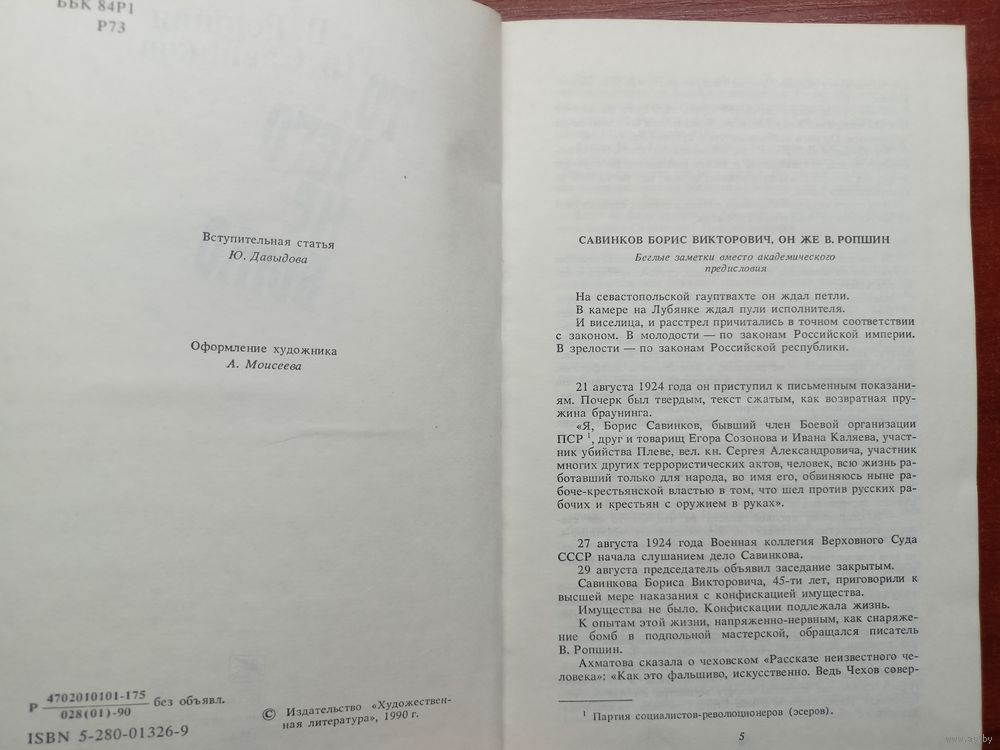 ББК 84Р1
Р73
Вступительная статья
Ю. Давыдова
Оформление художника
А. Моисеева
Р 4702010101-175 без объявл.
028(01)-90
ISBN 5-280-01326-9
© Издательство «Художествен-
ная литература», 1990 г.
САВИНКОВ БОРИС ВИКТОРОВИЧ, ОН ЖЕ В. РОПШИН
Беглые заметки вместо академического
предисловия
На севастопольской гауптвахте он ждал петли.
В камере на Лубянке ждал пули исполнителя.
И виселица, и расстрел причитались в точном соответствии
с законом. В молодости — по законам Российской империи.
В зрелости — по законам Российской республики.
21 августа 1924 года он приступил к письменным показани-
ям. Почерк был твердым, текст сжатым, как возвратная пру-
жина браунинга.
«Я, Борис Савинков, бывший член Боевой организации
ПСР ¹, друг и товарищ Егора Созонова и Ивана Каляева, участ-
ник убийства Плеве, вел. кн. Сергея Александровича, участник
многих других террористических актов, человек, всю жизнь ра-
ботавший только для народа, во имя его, обвиняюсь ныне ра-
боче-крестьянской властью в том, что шел против русских ра-
бочих и крестьян с оружием в руках».
27 августа 1924 года Военная коллегия Верховного Суда
СССР начала слушанием дело Савинкова.
29 августа председатель объявил заседание закрытым.
Савинкова Бориса Викторовича, 45-ти лет, приговорили к
высшей мере наказания с конфискацией имущества.
Имущества не было. Конфискации подлежала жизнь.
К опытам этой жизни, напряженно-нервным, как снаряже-
ние бомб в подпольной мастерской, обращался писатель
В. Ропшин.
Ахматова сказала о чеховском «Рассказе неизвестного че-
ловека»: «Как это фальшиво, искусственно. Ведь Чехов совер-
¹ Партия социалистов-революционеров (эсеров).
5
www.ay.by